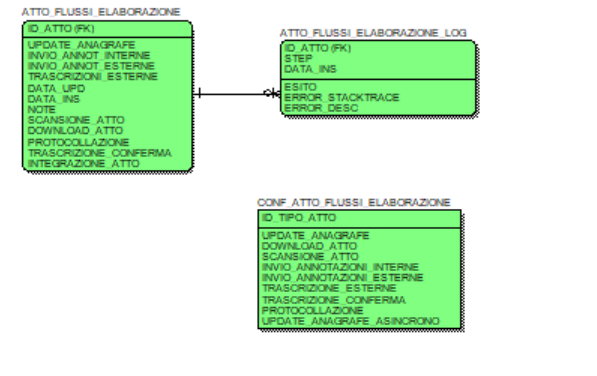 ATTO_FLUSSI_ELABORAZIONE
ID_ATTO (FK)
UPDATE_ANAGRAFE
INVIO_ANNOT_INTERNE
INVIO_ANNOT_ESTERNE
TRASCRIZIONI_ESTERNE
DATA_UPD
DATA_INS
NOTE
SCANSIONE_ATTO
DOWNLOAD_ATTO
PROTOCOLLAZIONE
TRASCRIZIONE_CONFERMA
INTEGRAZIONE_ATTO
ATTO_FLUSSI_ELABORAZIONE_LOG
ID_ATTO (FK)
STEP
DATA_INS
ESITO
ERROR_STACKTRACE
ERROR_DESC
CONF_ATTO_FLUSSI_ELABORAZIONE
ID_TIPO_ATTO
UPDATE_ANAGRAFE
DOWNLOAD_ATTO
SCANSIONE_ATTO
INVIO_ANNOTAZIONI_INTERNE
INVIO_ANNOTAZIONI_ESTERNE
TRASCRIZIONE_ESTERNE
TRASCRIZIONE_CONFERMA
PROTOCOLLAZIONE
UPDATE_ANAGRAFE_ASINCRONO